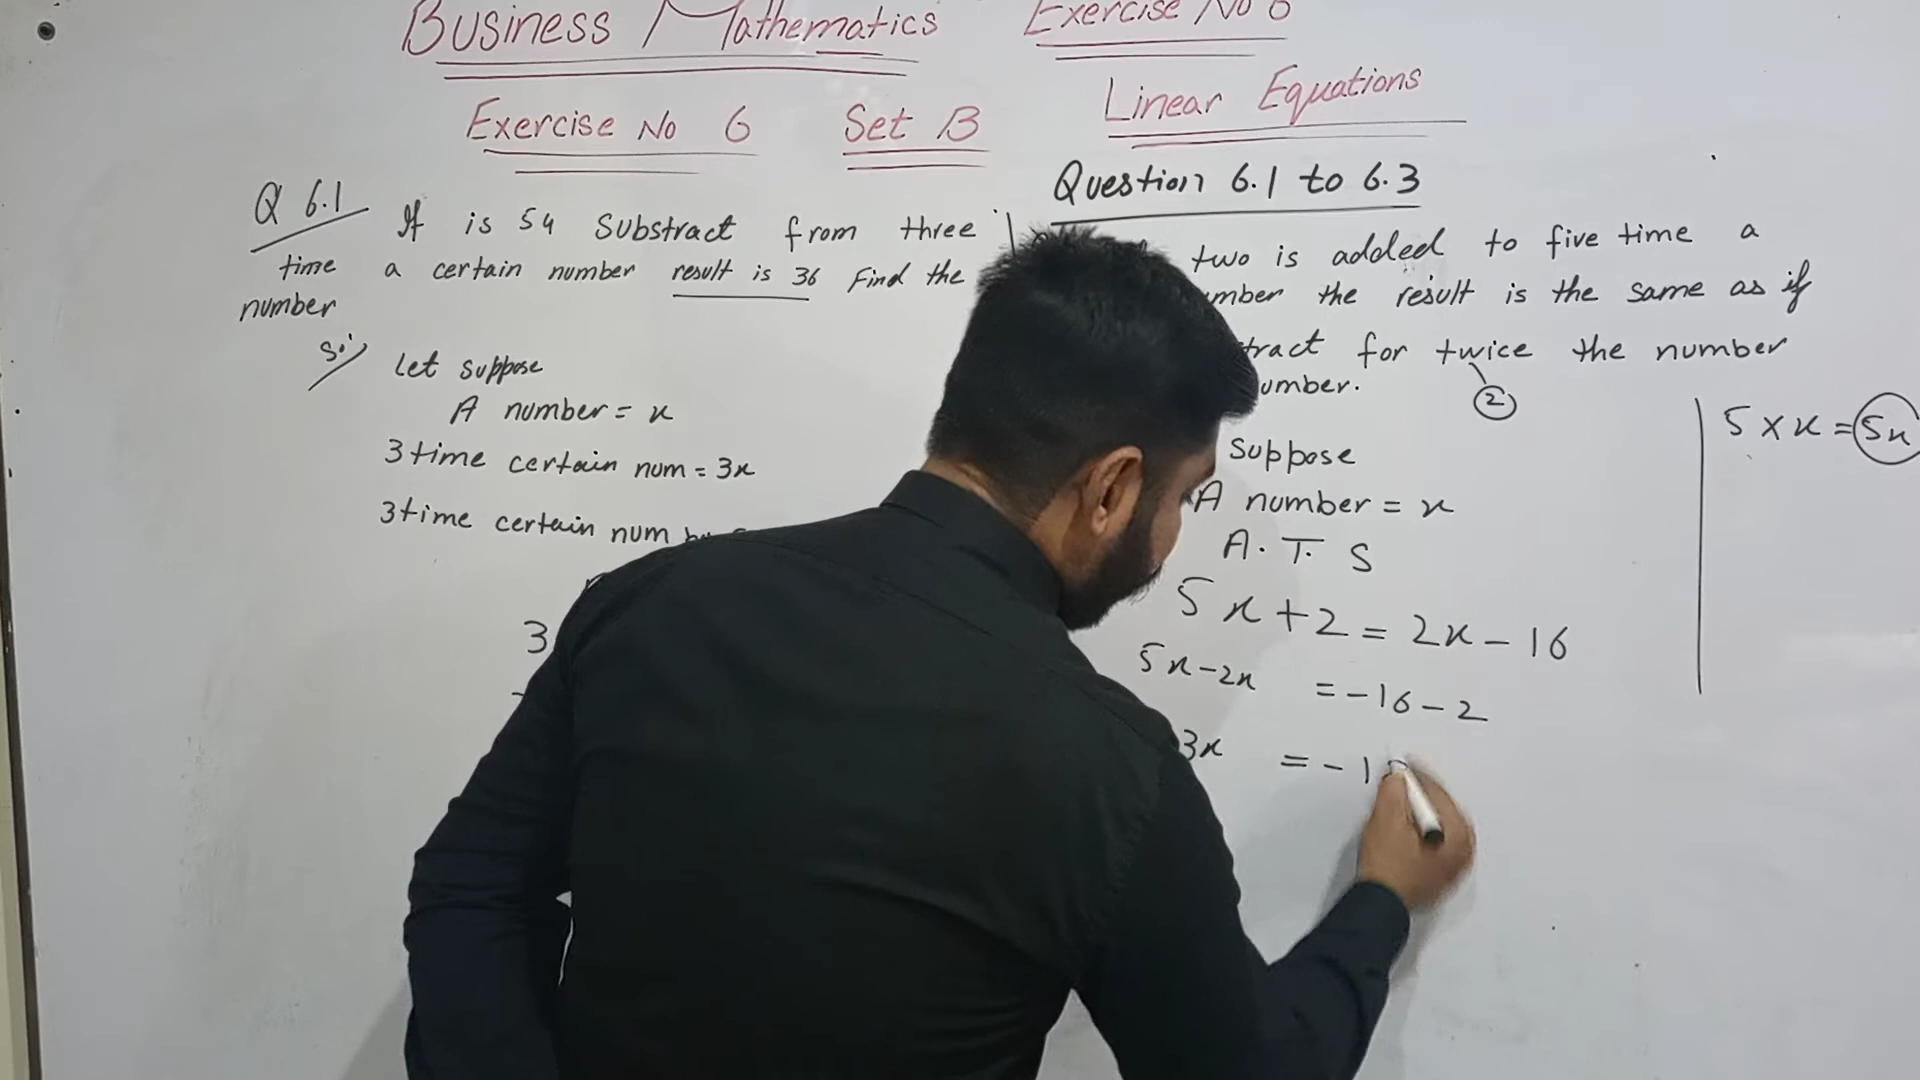 Business Mathematics
Exercise No 6
Exercise No 6 Set B
Linear Equations
Question 6.1 to 6.3
Q 6.1
If is 54 Substract from three
time a certain number result is 36 Find the
number
Sol
Let suppose
A number = x
3time certain num = 3x
3time certain num
3
two is added to five time a
the result is the same as if
for twice the number
2
Suppose
A number = x
A. T. S
5x+2 = 2x-16
5x-2x = -16-2
3x = -1
5 × x = 5x